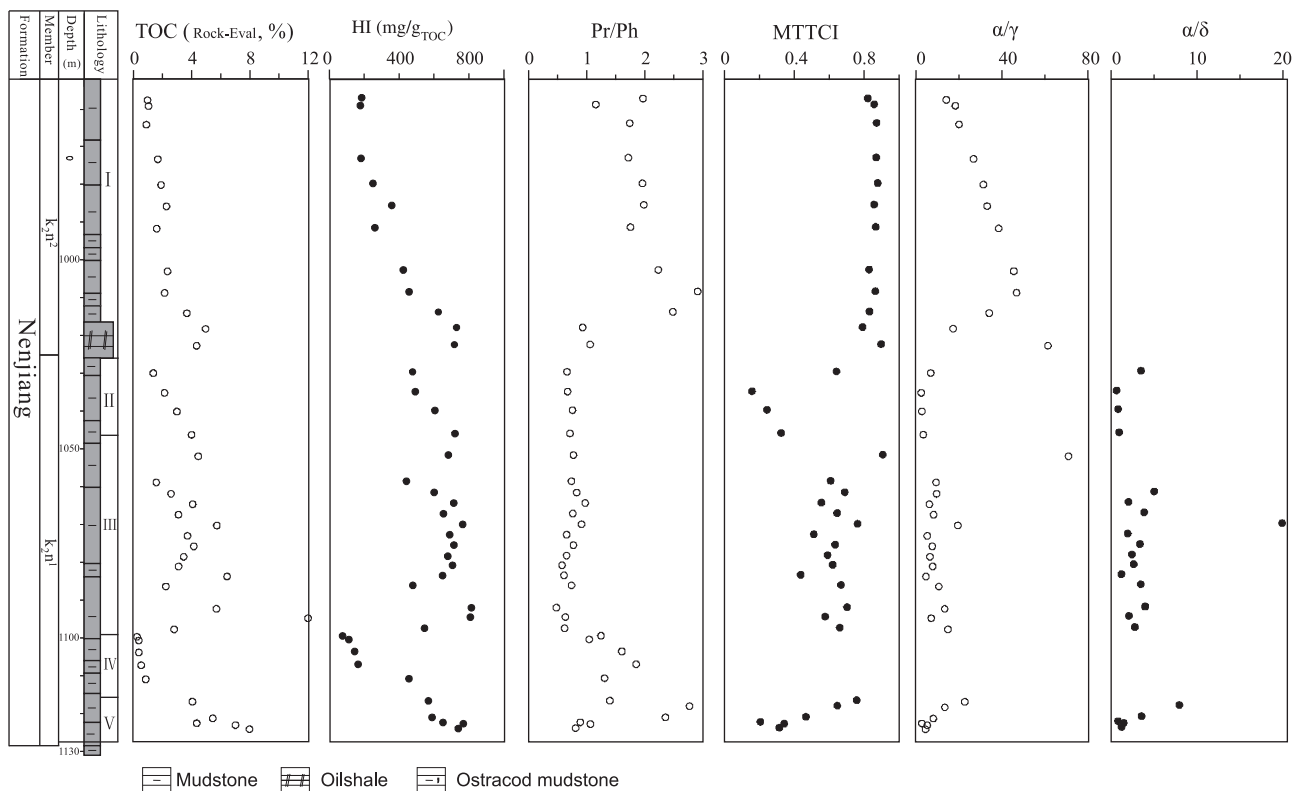 Formation
Member
Depth (m)
Lithology
TOC (Rock-Eval, %)
HI (mg/gTOC)
Pr/Ph
MTTCI
α/γ
α/δ
0 4 8 12
0 400 800
0 1 2 3
0 0.4 0.8
0 40 80
0 5 10 20
Nenjiang
k₂n²
k₂n¹
0
1000
1050
1100
1130
I
II
III
IV
V
Mudstone
Oilshale
Ostracod mudstone